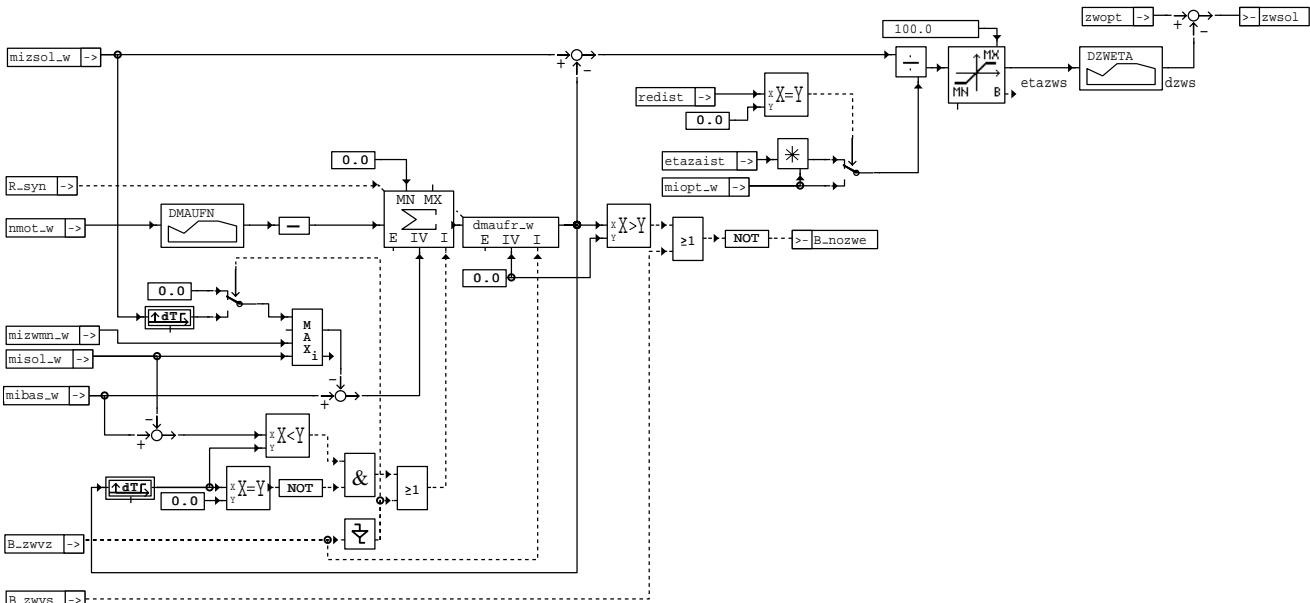 zwopt ->
>- zwsol
100.0
mizsol_w ->
MX
MN
B
DZWETA
etazws
dzws
redist ->
X
Y
X=Y
0.0
0.0
etazaist ->
miopt_w ->
R_syn ->
MN MX
E IV I
nmot_w ->
DMAUFN
dmaufr_w
E IV I
X
Y
X>Y
≥1
NOT
>- B_nozwe
0.0
0.0
dT
M
A
X
i
mizwmn_w ->
misol_w ->
mibas_w ->
X
Y
X<Y
&
≥1
dT
X
Y
X=Y
NOT
0.0
B_zwvz ->
B_zwvs ->